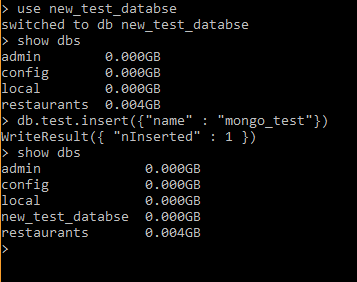 > use new_test_databse
switched to db new_test_databse
> show dbs
admin        0.000GB
config       0.000GB
local        0.000GB
restaurants  0.004GB
> db.test.insert({"name" : "mongo_test"})
WriteResult({ "nInserted" : 1 })
> show dbs
admin             0.000GB
config            0.000GB
local             0.000GB
new_test_databse  0.000GB
restaurants       0.004GB
>